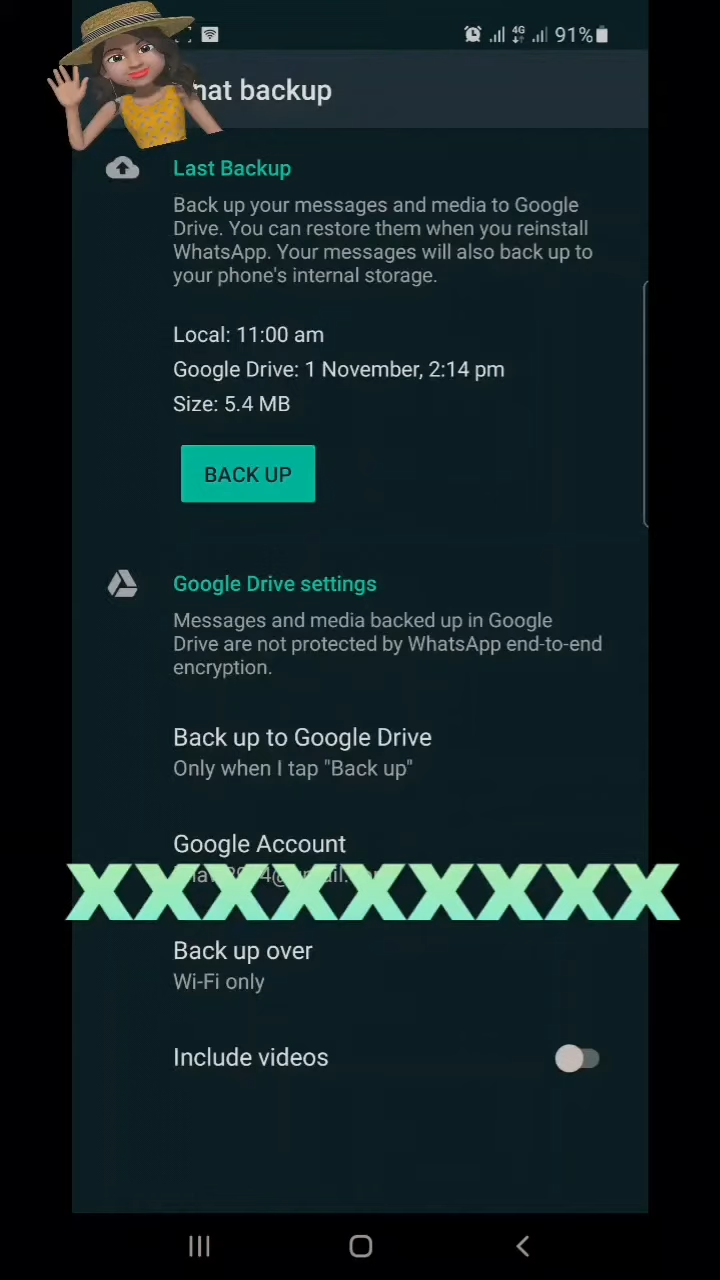 4G 91%
hat backup
Last Backup
Back up your messages and media to Google
Drive. You can restore them when you reinstall
WhatsApp. Your messages will also back up to
your phone's internal storage.
Local: 11:00 am
Google Drive: 1 November, 2:14 pm
Size: 5.4 MB
BACK UP
Google Drive settings
Messages and media backed up in Google
Drive are not protected by WhatsApp end-to-end
encryption.
Back up to Google Drive
Only when I tap "Back up"
Google Account
XXXXXXXXX
Back up over
Wi-Fi only
Include videos